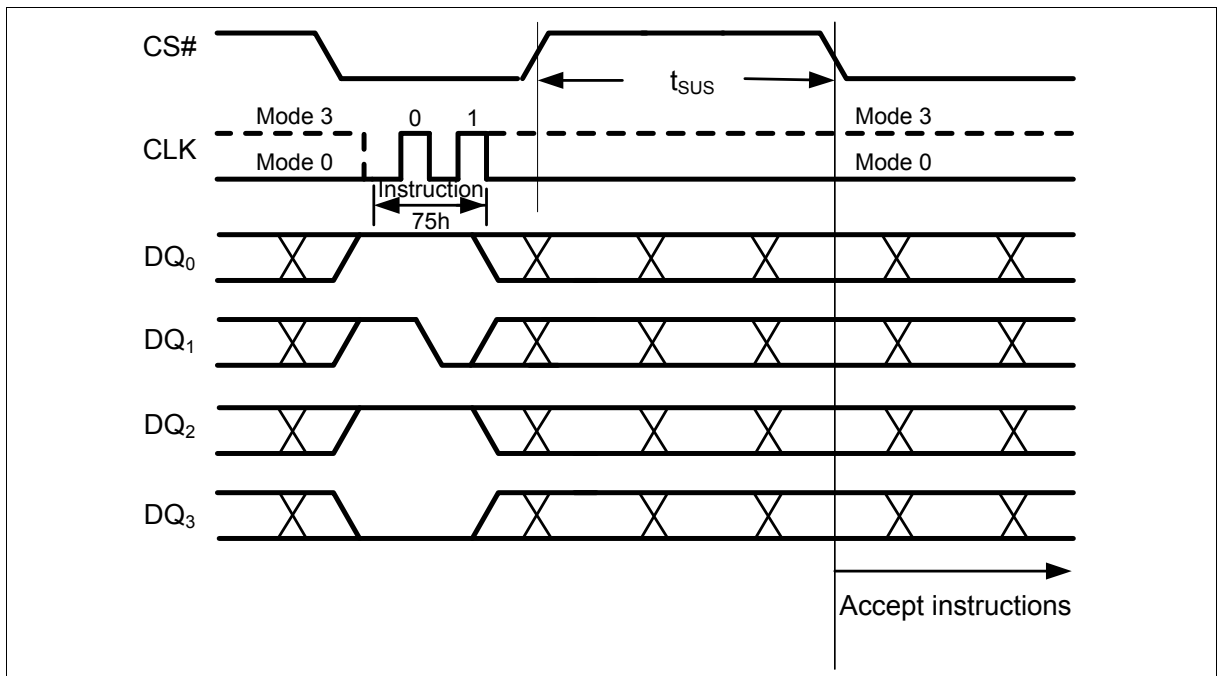 CS#
tSUS
Mode 3 0 1 Mode 3
CLK
Mode 0 Mode 0
Instruction
75h
DQ0
DQ1
DQ2
DQ3
Accept instructions